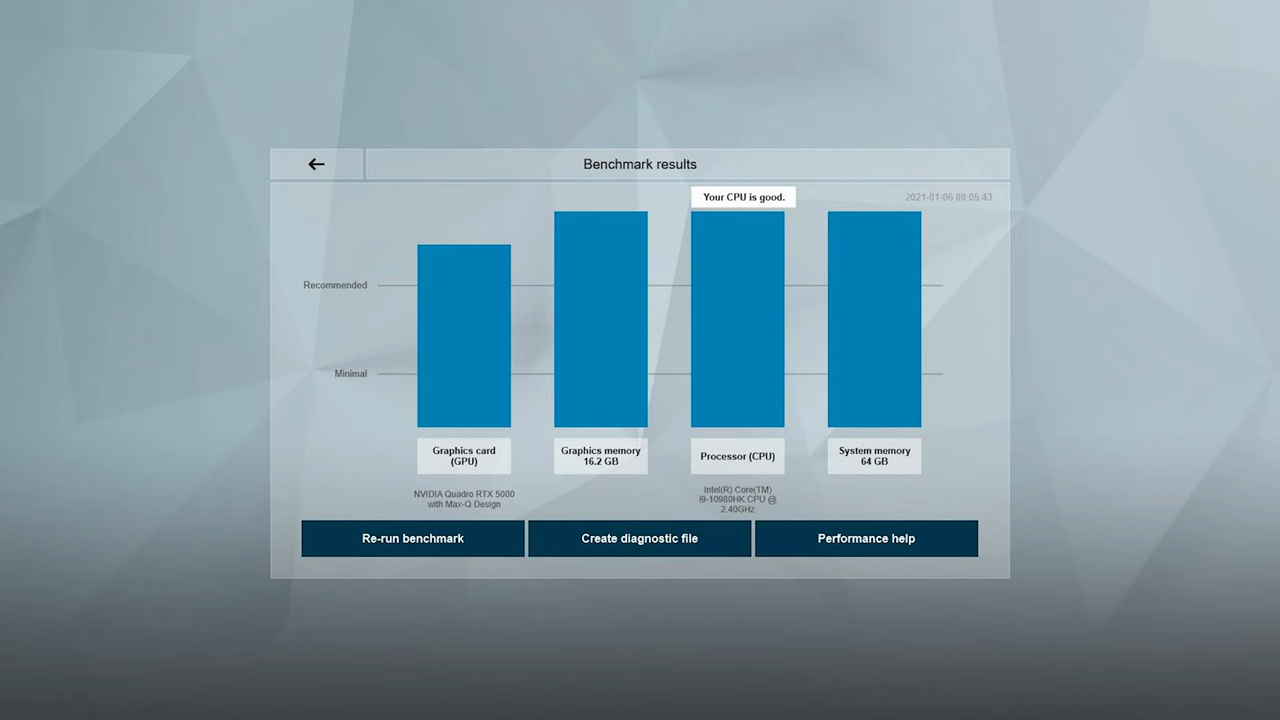 Benchmark results
Your CPU is good.
2021-01-06 00:05:43
Recommended
Minimal
Graphics card
(GPU)
Graphics memory
16.2 GB
Processor (CPU)
System memory
64 GB
NVIDIA Quadro RTX 5000
with Max-Q Design
Intel(R) Core(TM)
i9-10980HK CPU @
2.40GHz
Re-run benchmark
Create diagnostic file
Performance help